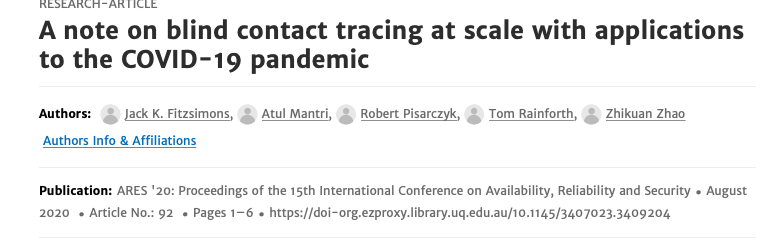 RESEARCH-ARTICLE
A note on blind contact tracing at scale with applications
to the COVID-19 pandemic
Authors: Jack K. Fitzsimons, Atul Mantri, Robert Pisarczyk, Tom Rainforth, Zhikuan Zhao
Authors Info & Affiliations
Publication: ARES '20: Proceedings of the 15th International Conference on Availability, Reliability and Security • August
2020 • Article No.: 92 • Pages 1–6 • https://doi-org.ezproxy.library.uq.edu.au/10.1145/3407023.3409204